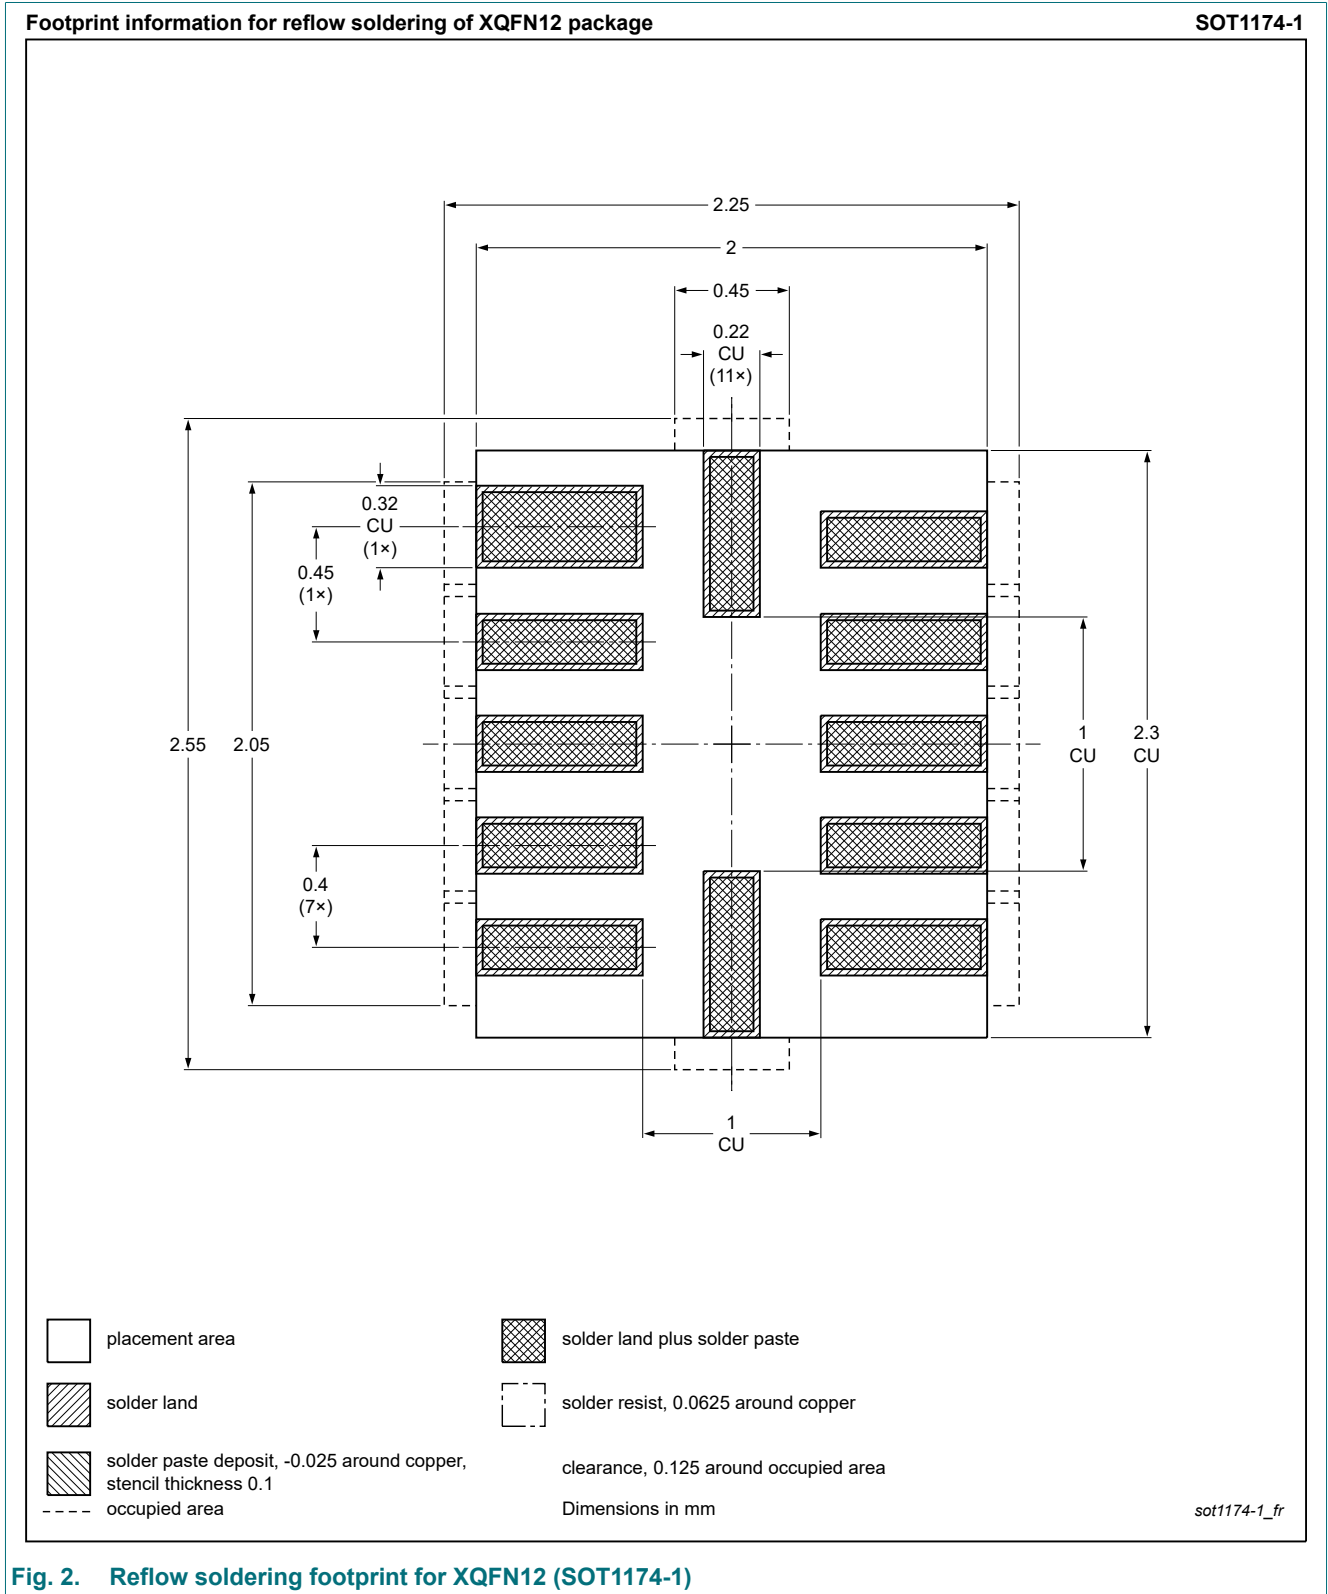 Footprint information for reflow soldering of XQFN12 package
SOT1174-1
2.25
2
0.45
0.22
CU
(11×)
0.32
CU
(1×)
0.45
(1×)
2.55
2.05
0.4
(7×)
1
CU
2.3
CU
1
CU
placement area
solder land plus solder paste
solder land
solder resist, 0.0625 around copper
solder paste deposit, -0.025 around copper,
stencil thickness 0.1
clearance, 0.125 around occupied area
occupied area
Dimensions in mm
sot1174-1_fr
Fig. 2. Reflow soldering footprint for XQFN12 (SOT1174-1)